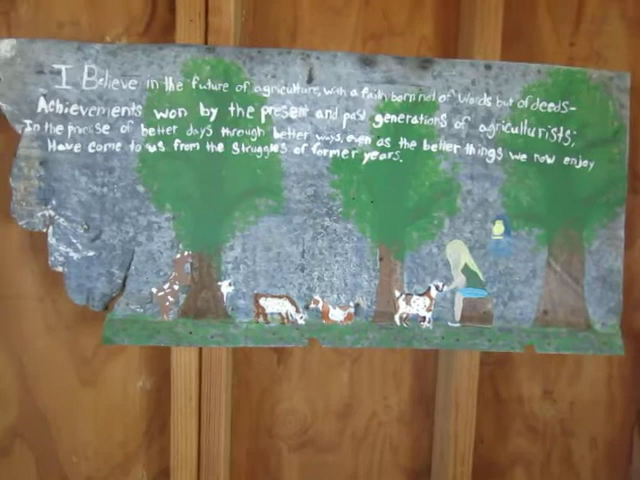 I Believe in the future of agriculture, with a faith born not of words but of deeds-
Achievements won by the present and past generations of agricullturists;
In the promise of better days through better ways, even as the better things we now enjoy
Have come to us from the struggles of former years.